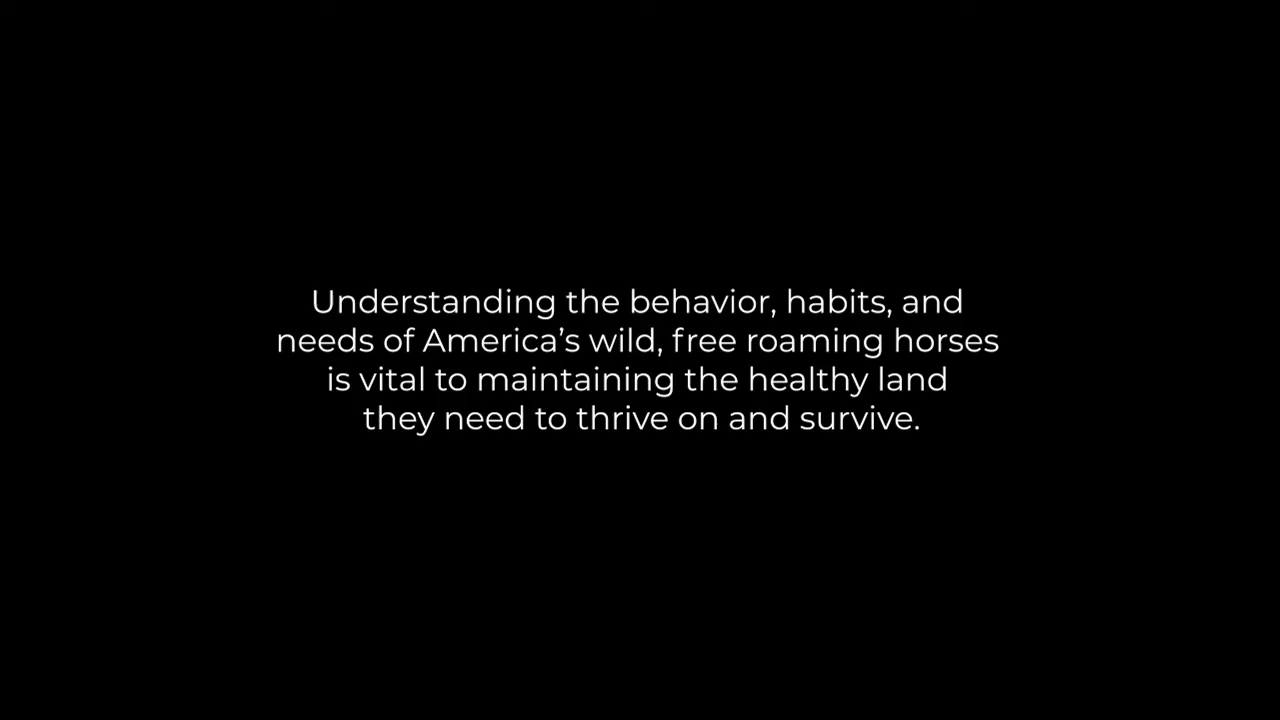 Understanding the behavior, habits, and
needs of America’s wild, free roaming horses
is vital to maintaining the healthy land
they need to thrive on and survive.